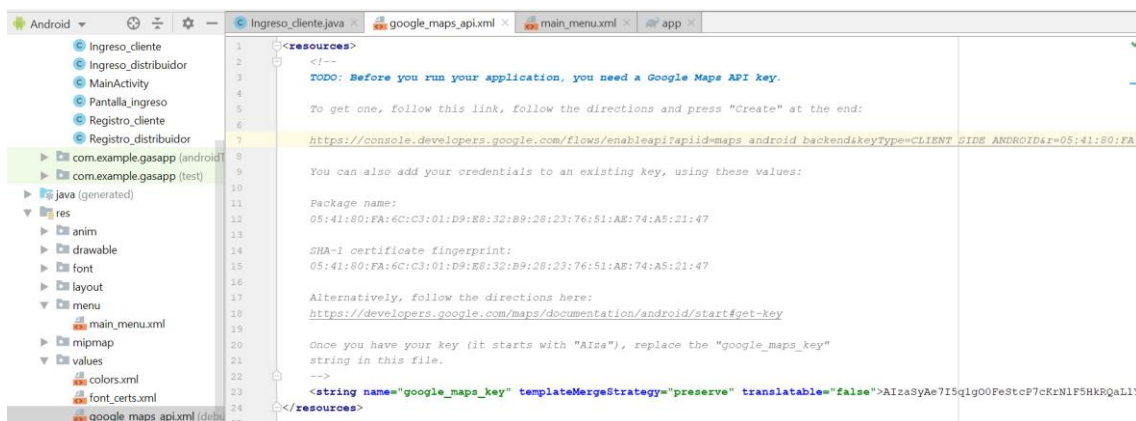 Android
Ingreso_cliente.java
google_maps_api.xml
main_menu.xml
app
Ingreso_cliente
Ingreso_distribuidor
MainActivity
Pantalla_ingreso
Registro_cliente
Registro_distribuidor
com.example.gasapp (androidT
com.example.gasapp (test)
java (generated)
res
anim
drawable
font
layout
menu
main_menu.xml
mipmap
values
colors.xml
font_certs.xml
google_maps_api.xml (debu
1 <resources>
2 <!--
3 TODO: Before you run your application, you need a Google Maps API key.
4
5 To get one, follow this link, follow the directions and press "Create" at the end:
6
7 https://console.developers.google.com/flows/enableapi?apiid=maps_android_backend&keyType=CLIENT_SIDE_ANDROID&r=05:41:80:FA
8
9 You can also add your credentials to an existing key, using these values:
10
11 Package name:
12 05:41:80:FA:6C:C3:01:D9:E8:32:B9:28:23:76:51:AE:74:A5:21:47
13
14 SHA-1 certificate fingerprint:
15 05:41:80:FA:6C:C3:01:D9:E8:32:B9:28:23:76:51:AE:74:A5:21:47
16
17 Alternatively, follow the directions here:
18 https://developers.google.com/maps/documentation/android/start#get-key
19
20 Once you have your key (it starts with "AIza"), replace the "google_maps_key"
21 string in this file.
22 -->
23 <string name="google_maps_key" templateMergeStrategy="preserve" translatable="false">
24 </resources>